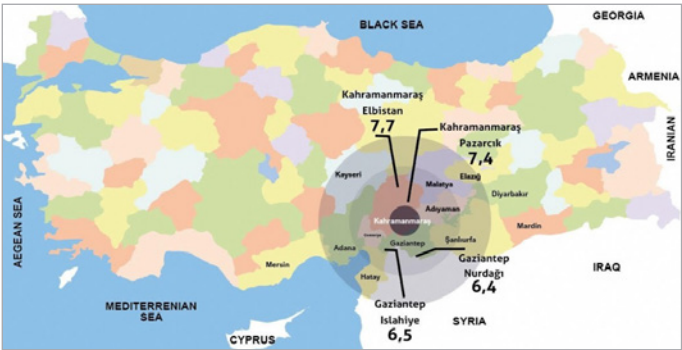 BLACK SEA
GEORGIA
ARMENIA
IRANIAN
Kahramanmaraş
Elbistan
7,7
Kahramanmaraş
Pazarcık
7,4
Kayseri
Malatya
Elazığ
Diyarbakır
Adıyaman
Kahramanmaraş
Mardin
AEGEAN SEA
Adana
Gaziantep
Şanlıurfa
Mersin
Hatay
Gaziantep
Nurdağı
6,4
IRAQ
MEDITERRENIAN
SEA
Gaziantep
Islahiye
6,5
SYRIA
CYPRUS